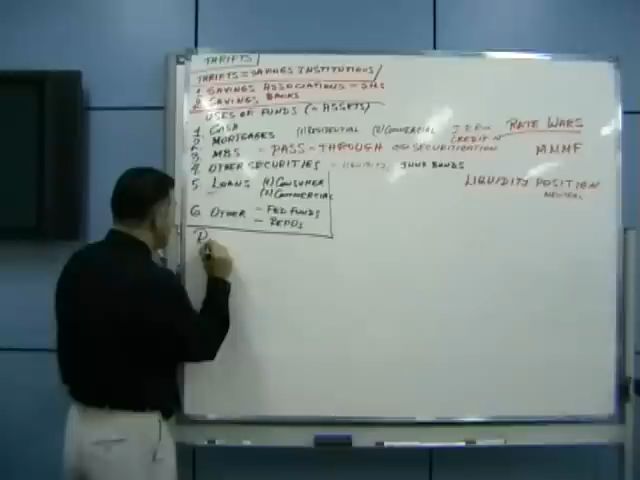 THRIFTS
THRIFTS = SAVINGS INSTITUTIONS
1 SAVINGS ASSOCIATIONS = S&LS
2 SAVINGS BANKS
USES OF FUNDS (= ASSETS)
1 CASH
2 MORTGAGES (1) RESIDENTIAL (2) COMMERCIAL CREDIT RATE WARS
3 MBS = PASS-THROUGH SECURITIZATION MMMF
4 OTHER SECURITIES - LIQUIDITY, JUNK BONDS
5 LOANS (1) CONSUMER LIQUIDITY POSITION
(2) COMMERCIAL NEUTRAL
6 OTHER - FED FUNDS
- REPOS